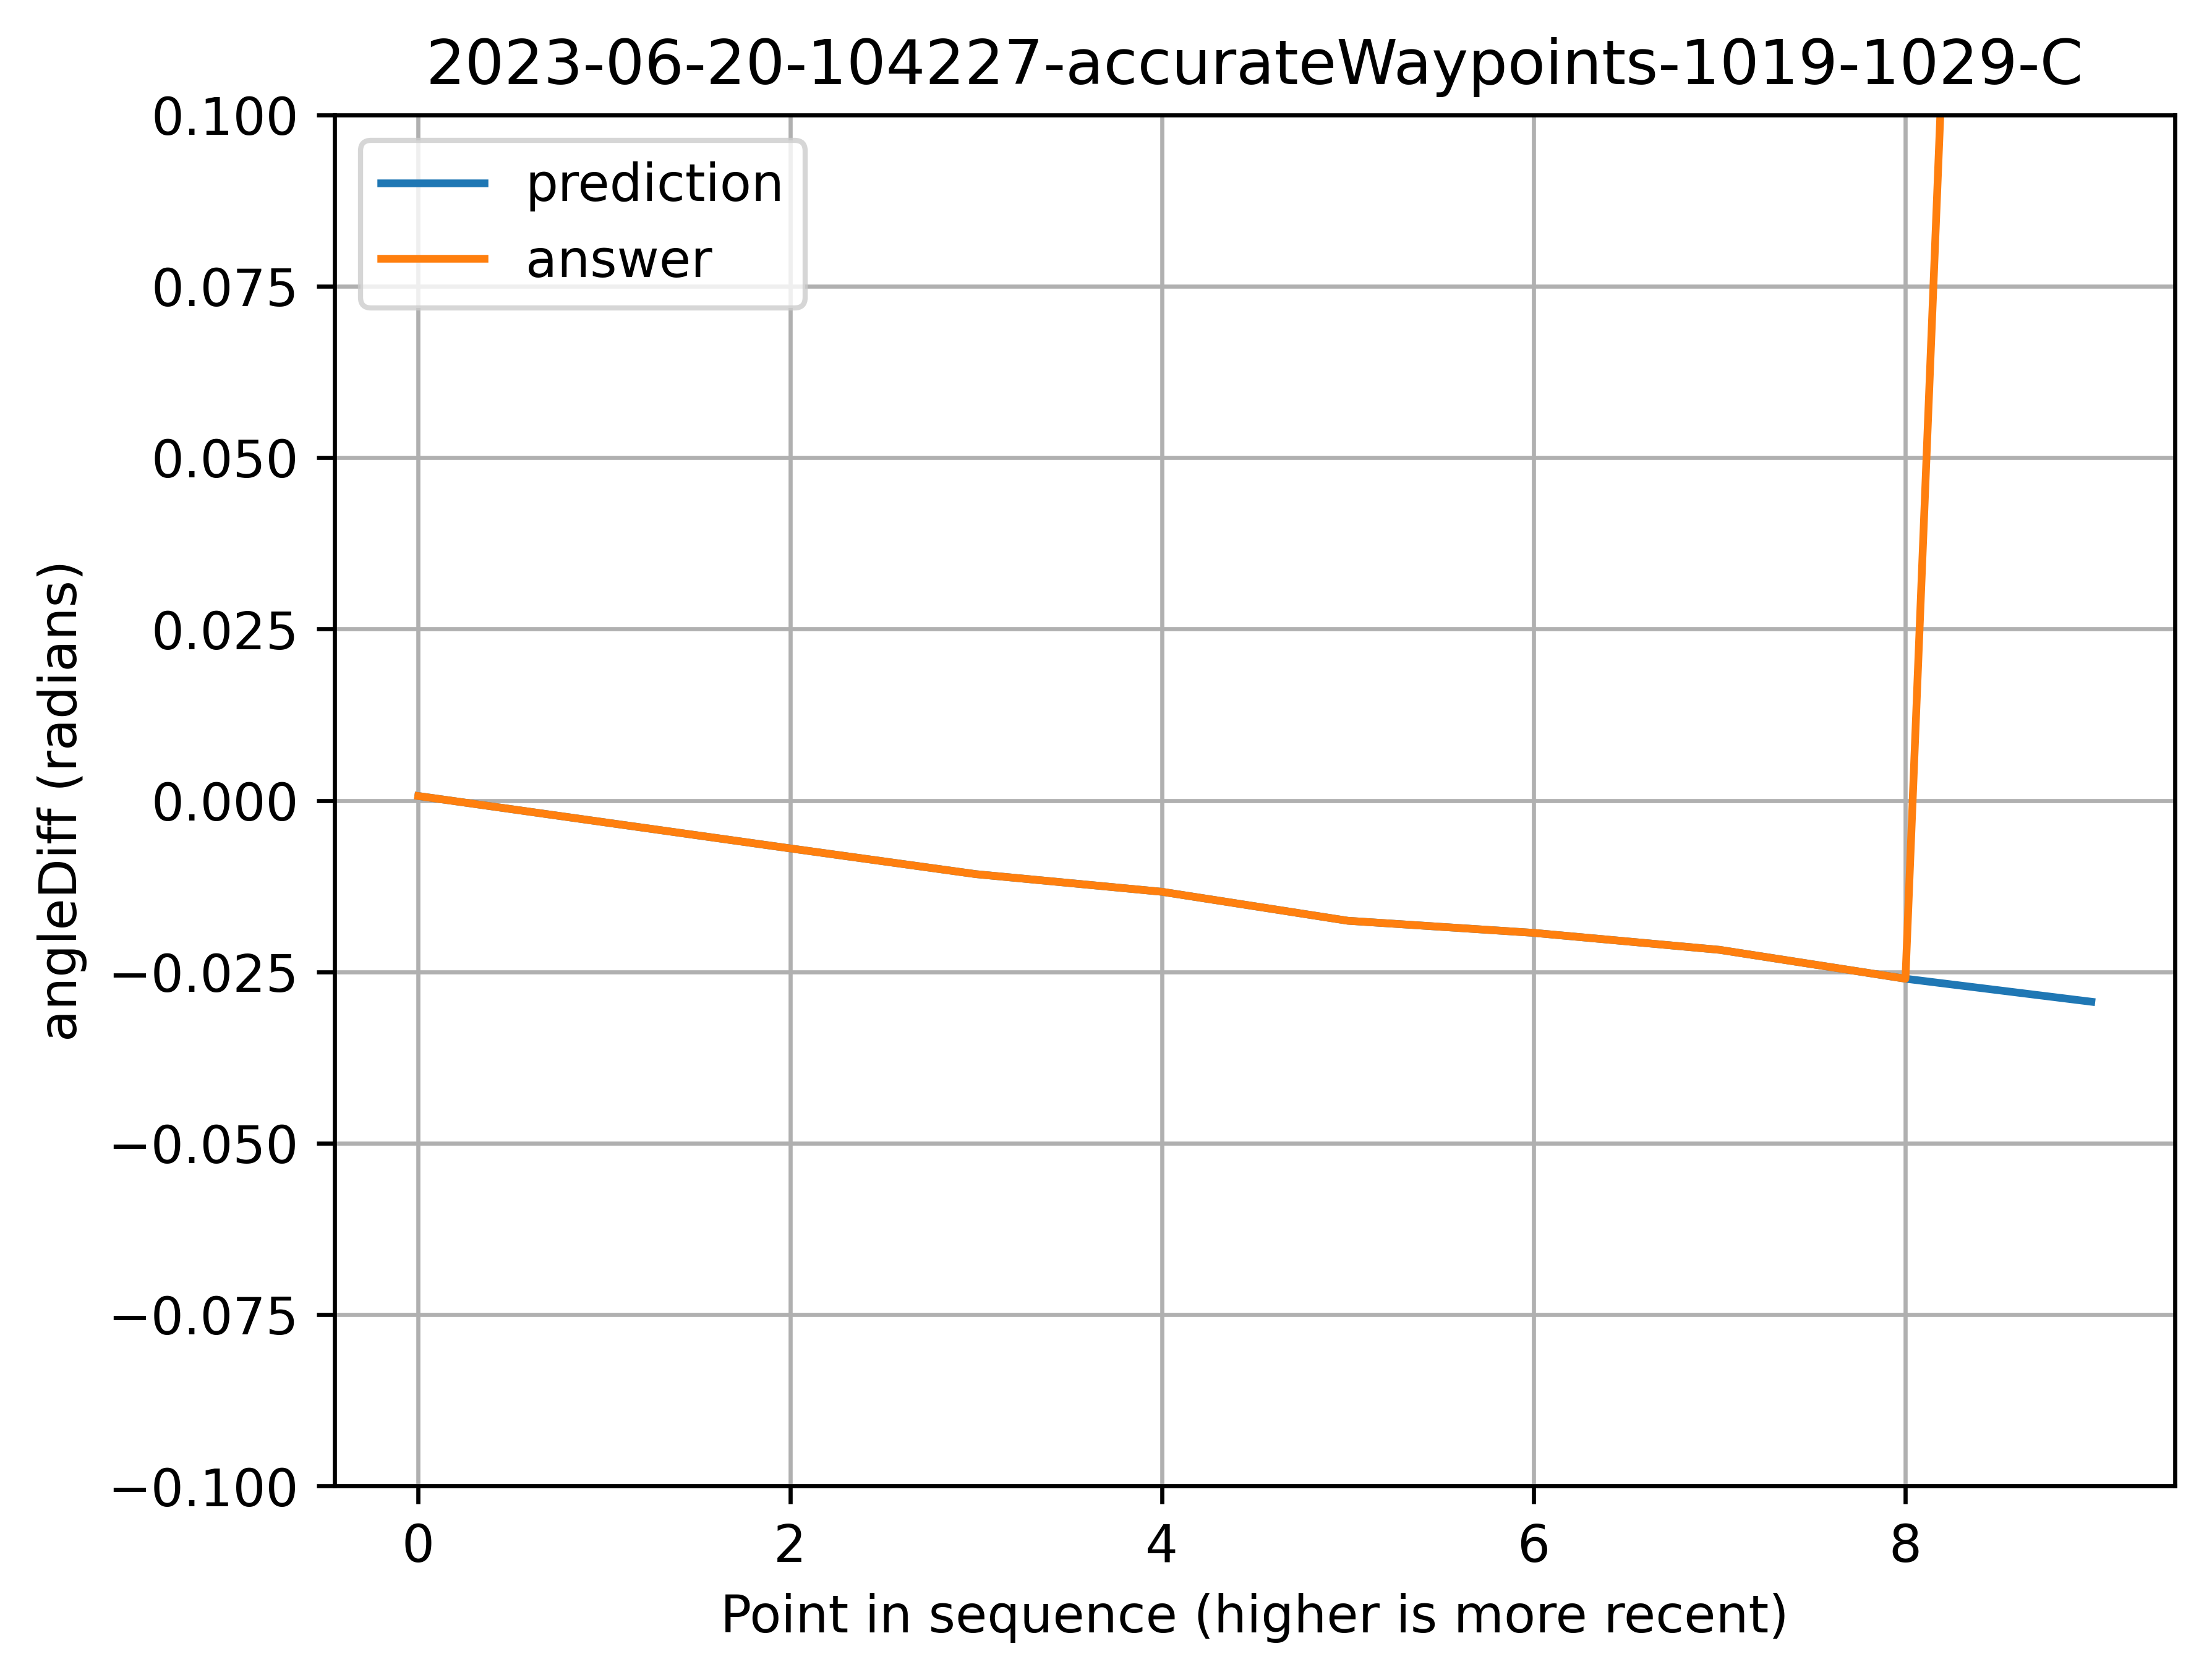 2023-06-20-104227-accurateWaypoints-1019-1029-C
0.100
0.075
0.050
0.025
0.000
−0.025
−0.050
−0.075
−0.100
angleDiff (radians)
prediction
answer
0 2 4 6 8
Point in sequence (higher is more recent)